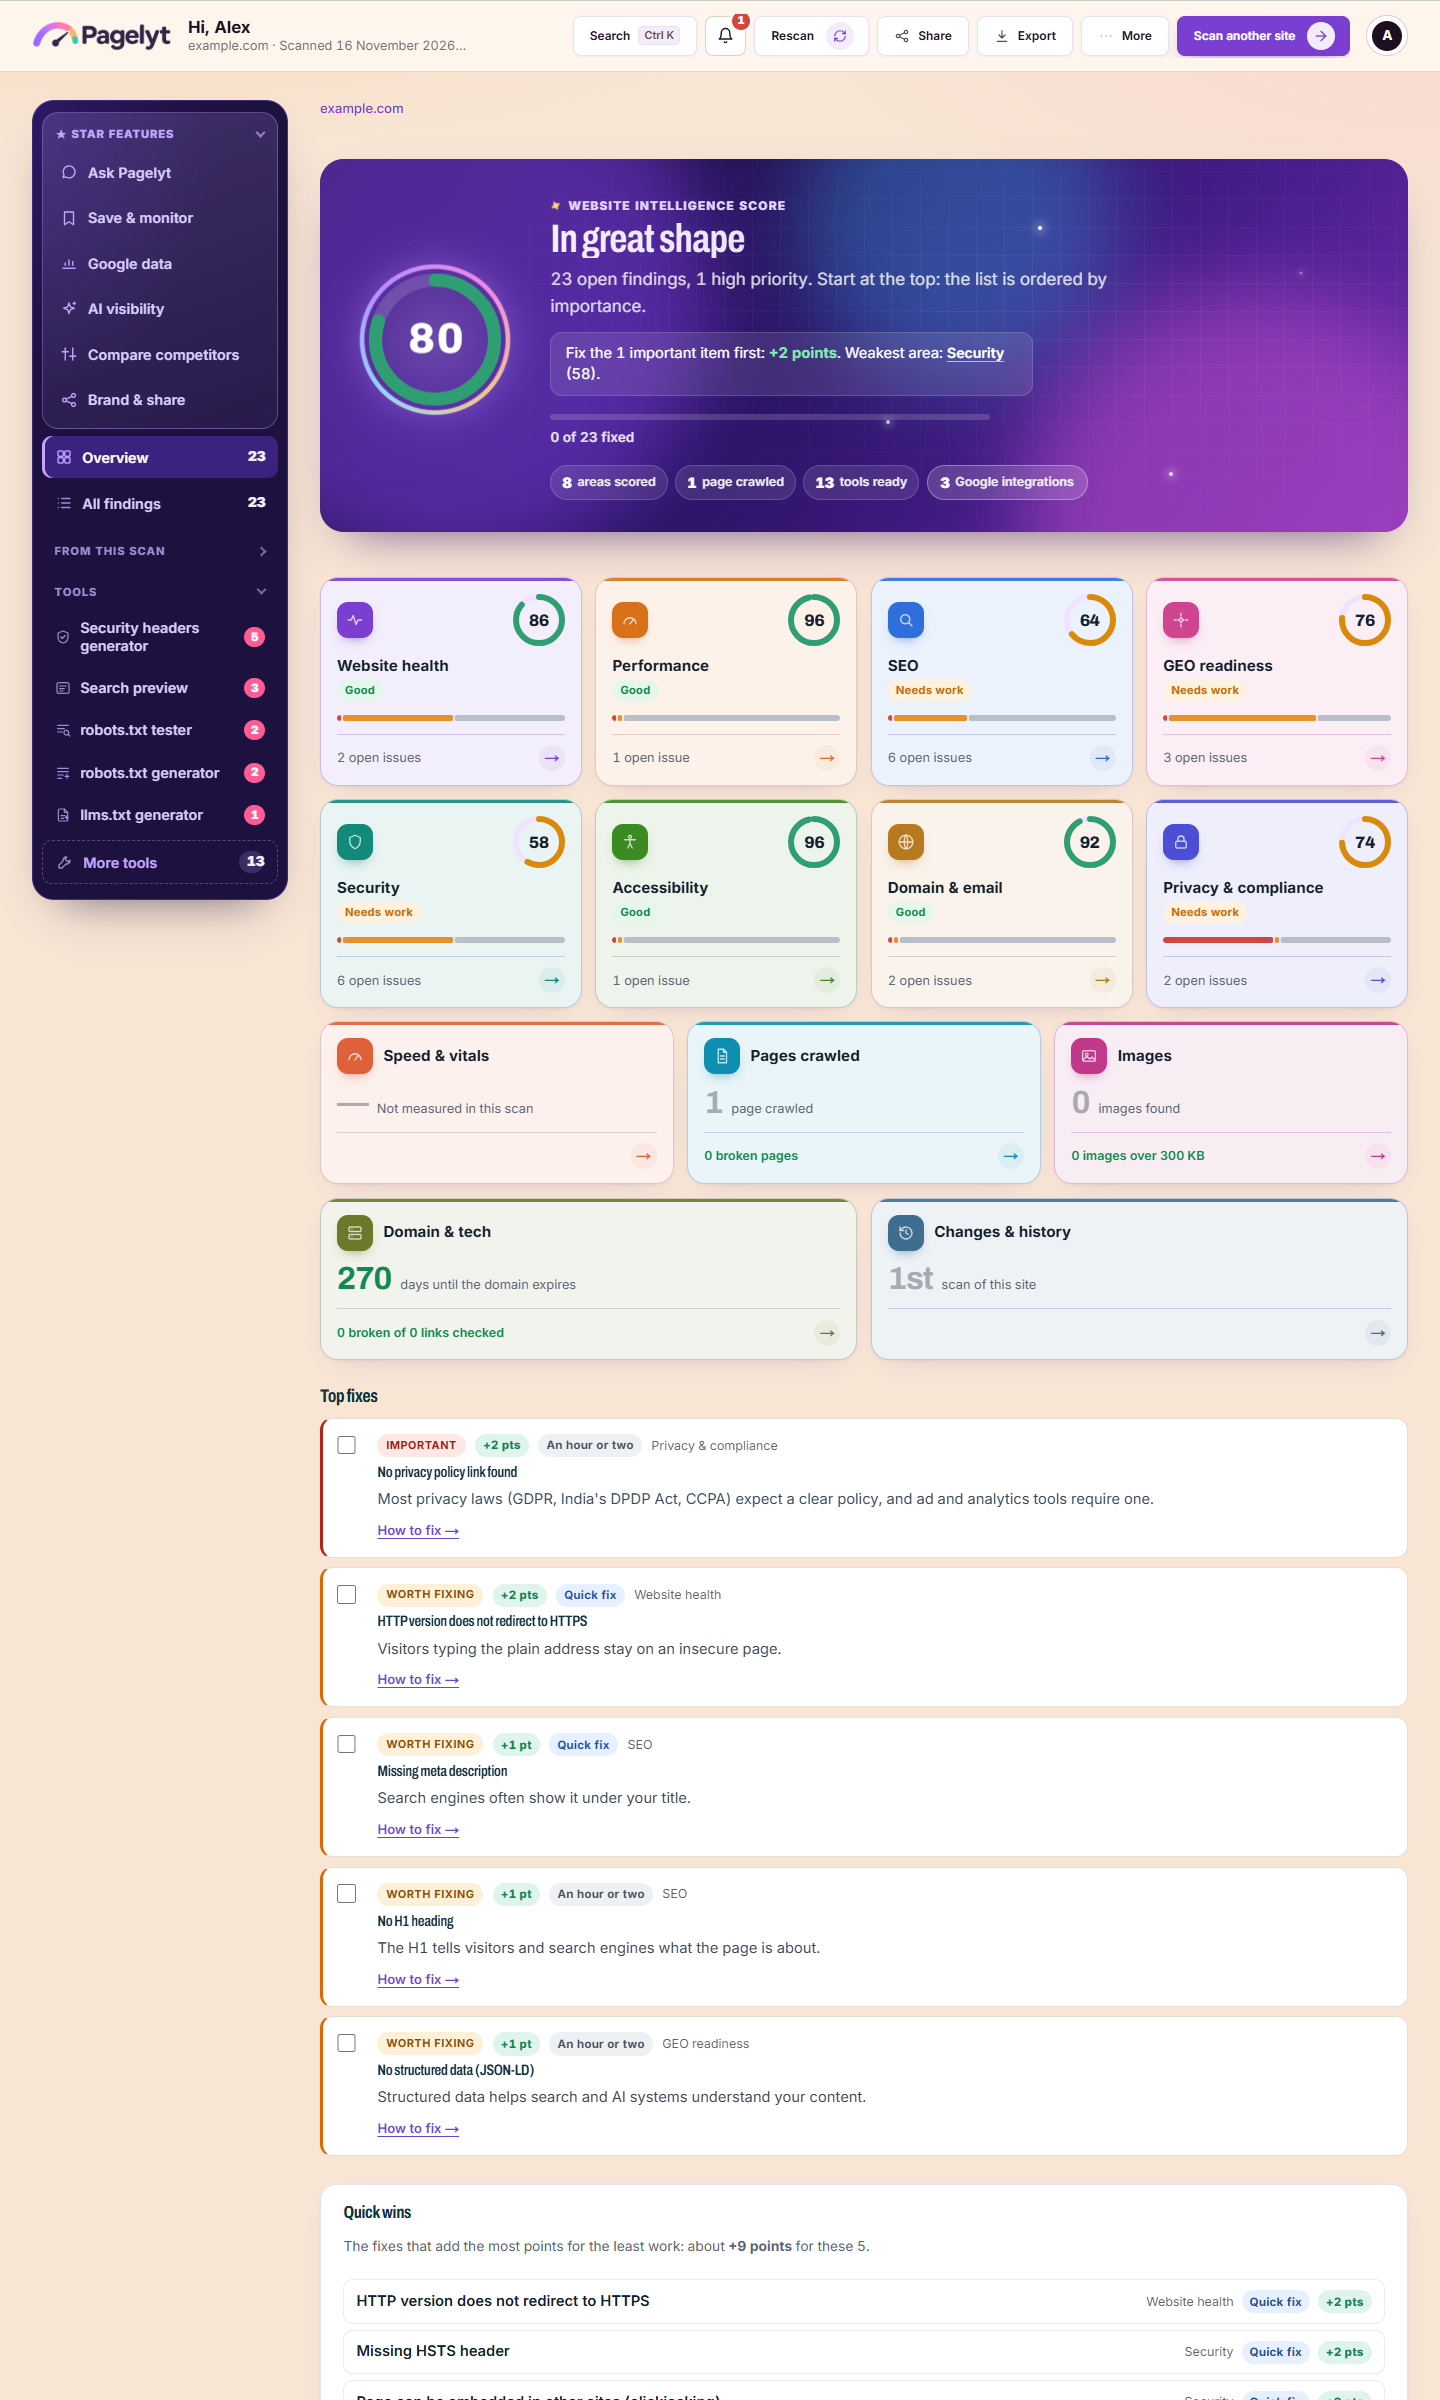 Pagelyt
Hi, Alex
example.com · Scanned 16 November 2026...
Search Ctrl K
1
Rescan
Share
Export
More
Scan another site
A
★ STAR FEATURES
Ask Pagelyt
Save & monitor
Google data
AI visibility
Compare competitors
Brand & share
Overview 23
All findings 23
FROM THIS SCAN
TOOLS
Security headers
generator 5
Search preview 3
robots.txt tester 2
robots.txt generator 2
llms.txt generator 1
More tools 13
example.com
80
WEBSITE INTELLIGENCE SCORE
In great shape
23 open findings, 1 high priority. Start at the top: the list is ordered by
importance.
Fix the 1 important item first: +2 points. Weakest area: Security
(58).
0 of 23 fixed
8 areas scored
1 page crawled
13 tools ready
3 Google integrations
86
Website health
Good
2 open issues →
96
Performance
Good
1 open issue →
64
SEO
Needs work
6 open issues →
76
GEO readiness
Needs work
3 open issues →
58
Security
Needs work
6 open issues →
96
Accessibility
Good
1 open issue →
92
Domain & email
Good
2 open issues →
74
Privacy & compliance
Needs work
2 open issues →
Speed & vitals
— Not measured in this scan
→
Pages crawled
1 page crawled
0 broken pages →
Images
0 images found
0 images over 300 KB →
Domain & tech
270 days until the domain expires
0 broken of 0 links checked →
Changes & history
1st scan of this site
→
Top fixes
IMPORTANT +2 pts An hour or two Privacy & compliance
No privacy policy link found
Most privacy laws (GDPR, India's DPDP Act, CCPA) expect a clear policy, and ad and analytics tools require one.
How to fix →
WORTH FIXING +2 pts Quick fix Website health
HTTP version does not redirect to HTTPS
Visitors typing the plain address stay on an insecure page.
How to fix →
WORTH FIXING +1 pt Quick fix SEO
Missing meta description
Search engines often show it under your title.
How to fix →
WORTH FIXING +1 pt An hour or two SEO
No H1 heading
The H1 tells visitors and search engines what the page is about.
How to fix →
WORTH FIXING +1 pt An hour or two GEO readiness
No structured data (JSON-LD)
Structured data helps search and AI systems understand your content.
How to fix →
Quick wins
The fixes that add the most points for the least work: about +9 points for these 5.
HTTP version does not redirect to HTTPS Website health Quick fix +2 pts
Missing HSTS header Security Quick fix +2 pts